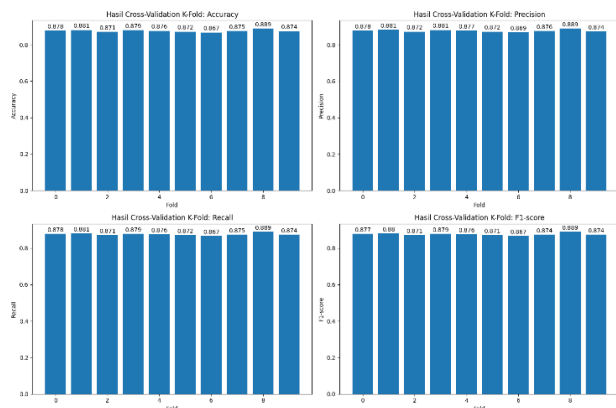 Hasil Cross-Validation K-Fold: Accuracy
0.878 0.881 0.871 0.879 0.876 0.872 0.867 0.875 0.889 0.874
Accuracy
0.8
0.6
0.4
0.2
0.0
0 2 4 6 8
Fold
Hasil Cross-Validation K-Fold: Precision
0.878 0.881 0.872 0.881 0.877 0.872 0.869 0.876 0.889 0.874
Precision
0.8
0.6
0.4
0.2
0.0
0 2 4 6 8
Fold
Hasil Cross-Validation K-Fold: Recall
0.878 0.881 0.871 0.879 0.876 0.872 0.867 0.875 0.889 0.874
Recall
0.8
0.6
0.4
0.2
0.0
0 2 4 6 8
Hasil Cross-Validation K-Fold: F1-score
0.877 0.88 0.871 0.879 0.876 0.871 0.867 0.874 0.889 0.874
F1-score
0.8
0.6
0.4
0.2
0.0
0 2 4 6 8